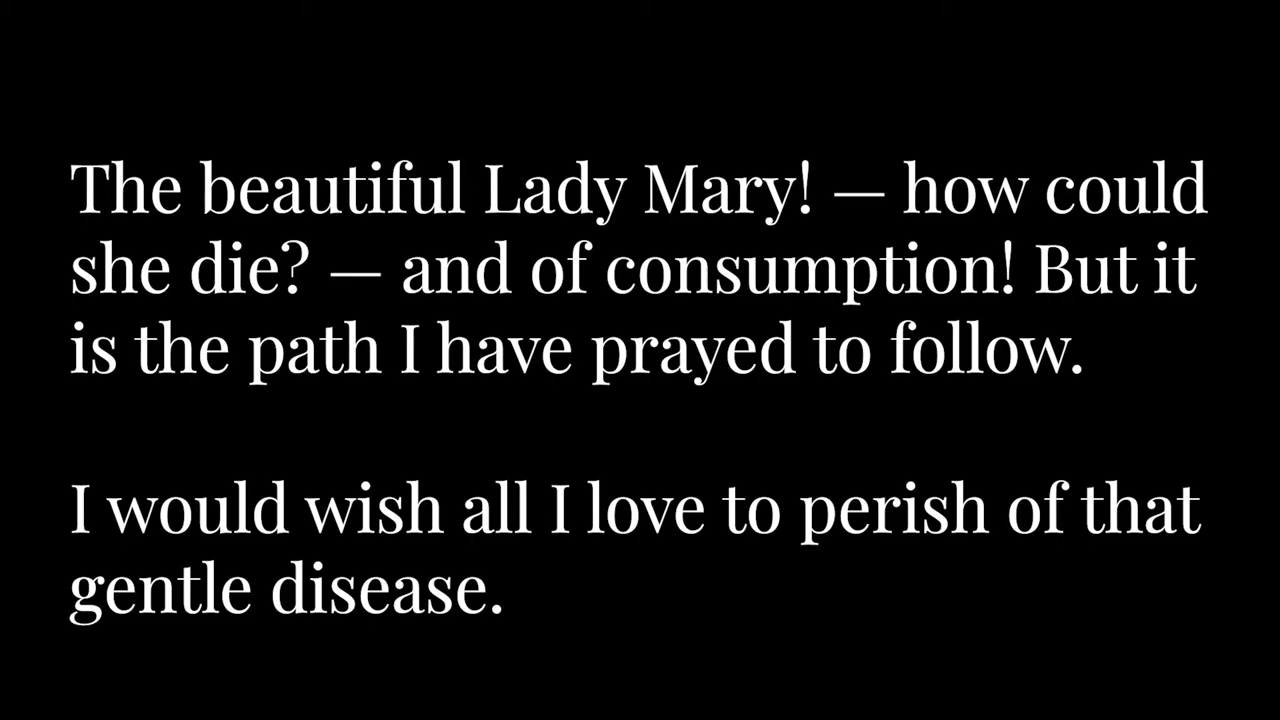 The beautiful Lady Mary! — how could
she die? — and of consumption! But it
is the path I have prayed to follow.
I would wish all I love to perish of that
gentle disease.